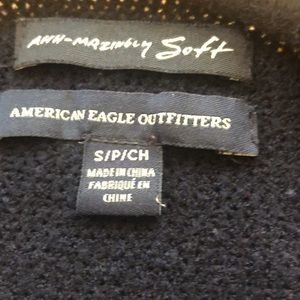 AHH-MAZINGLY Soft
AMERICAN EAGLE OUTFITTERS
S/P/CH
MADE IN CHINA
FABRIQUÉ EN
CHINE